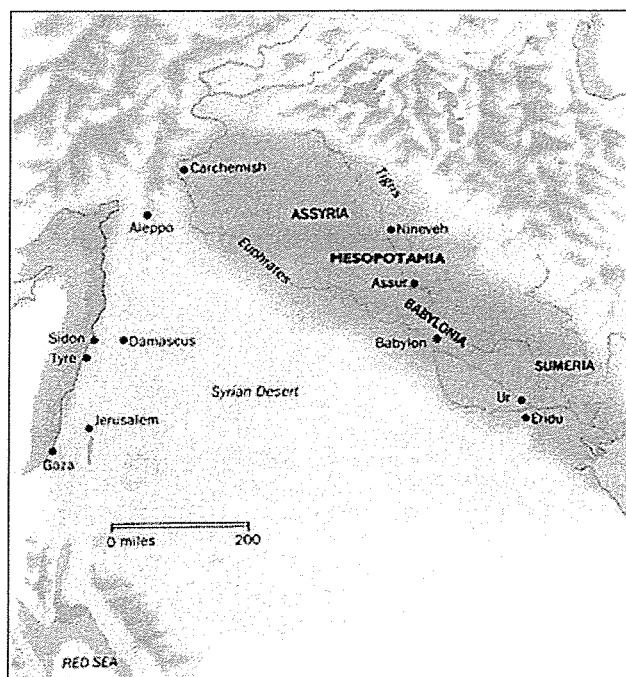 Carchemish
Tigris
ASSYRIA
Aleppo
Nineveh
Euphrates
MESOPOTAMIA
Assur
BABYLONIA
Sidon
Damascus
Babylon
Tyre
SUMERIA
Syrian Desert
Ur
Eridu
Jerusalem
Gaza
0 miles 200
RED SEA